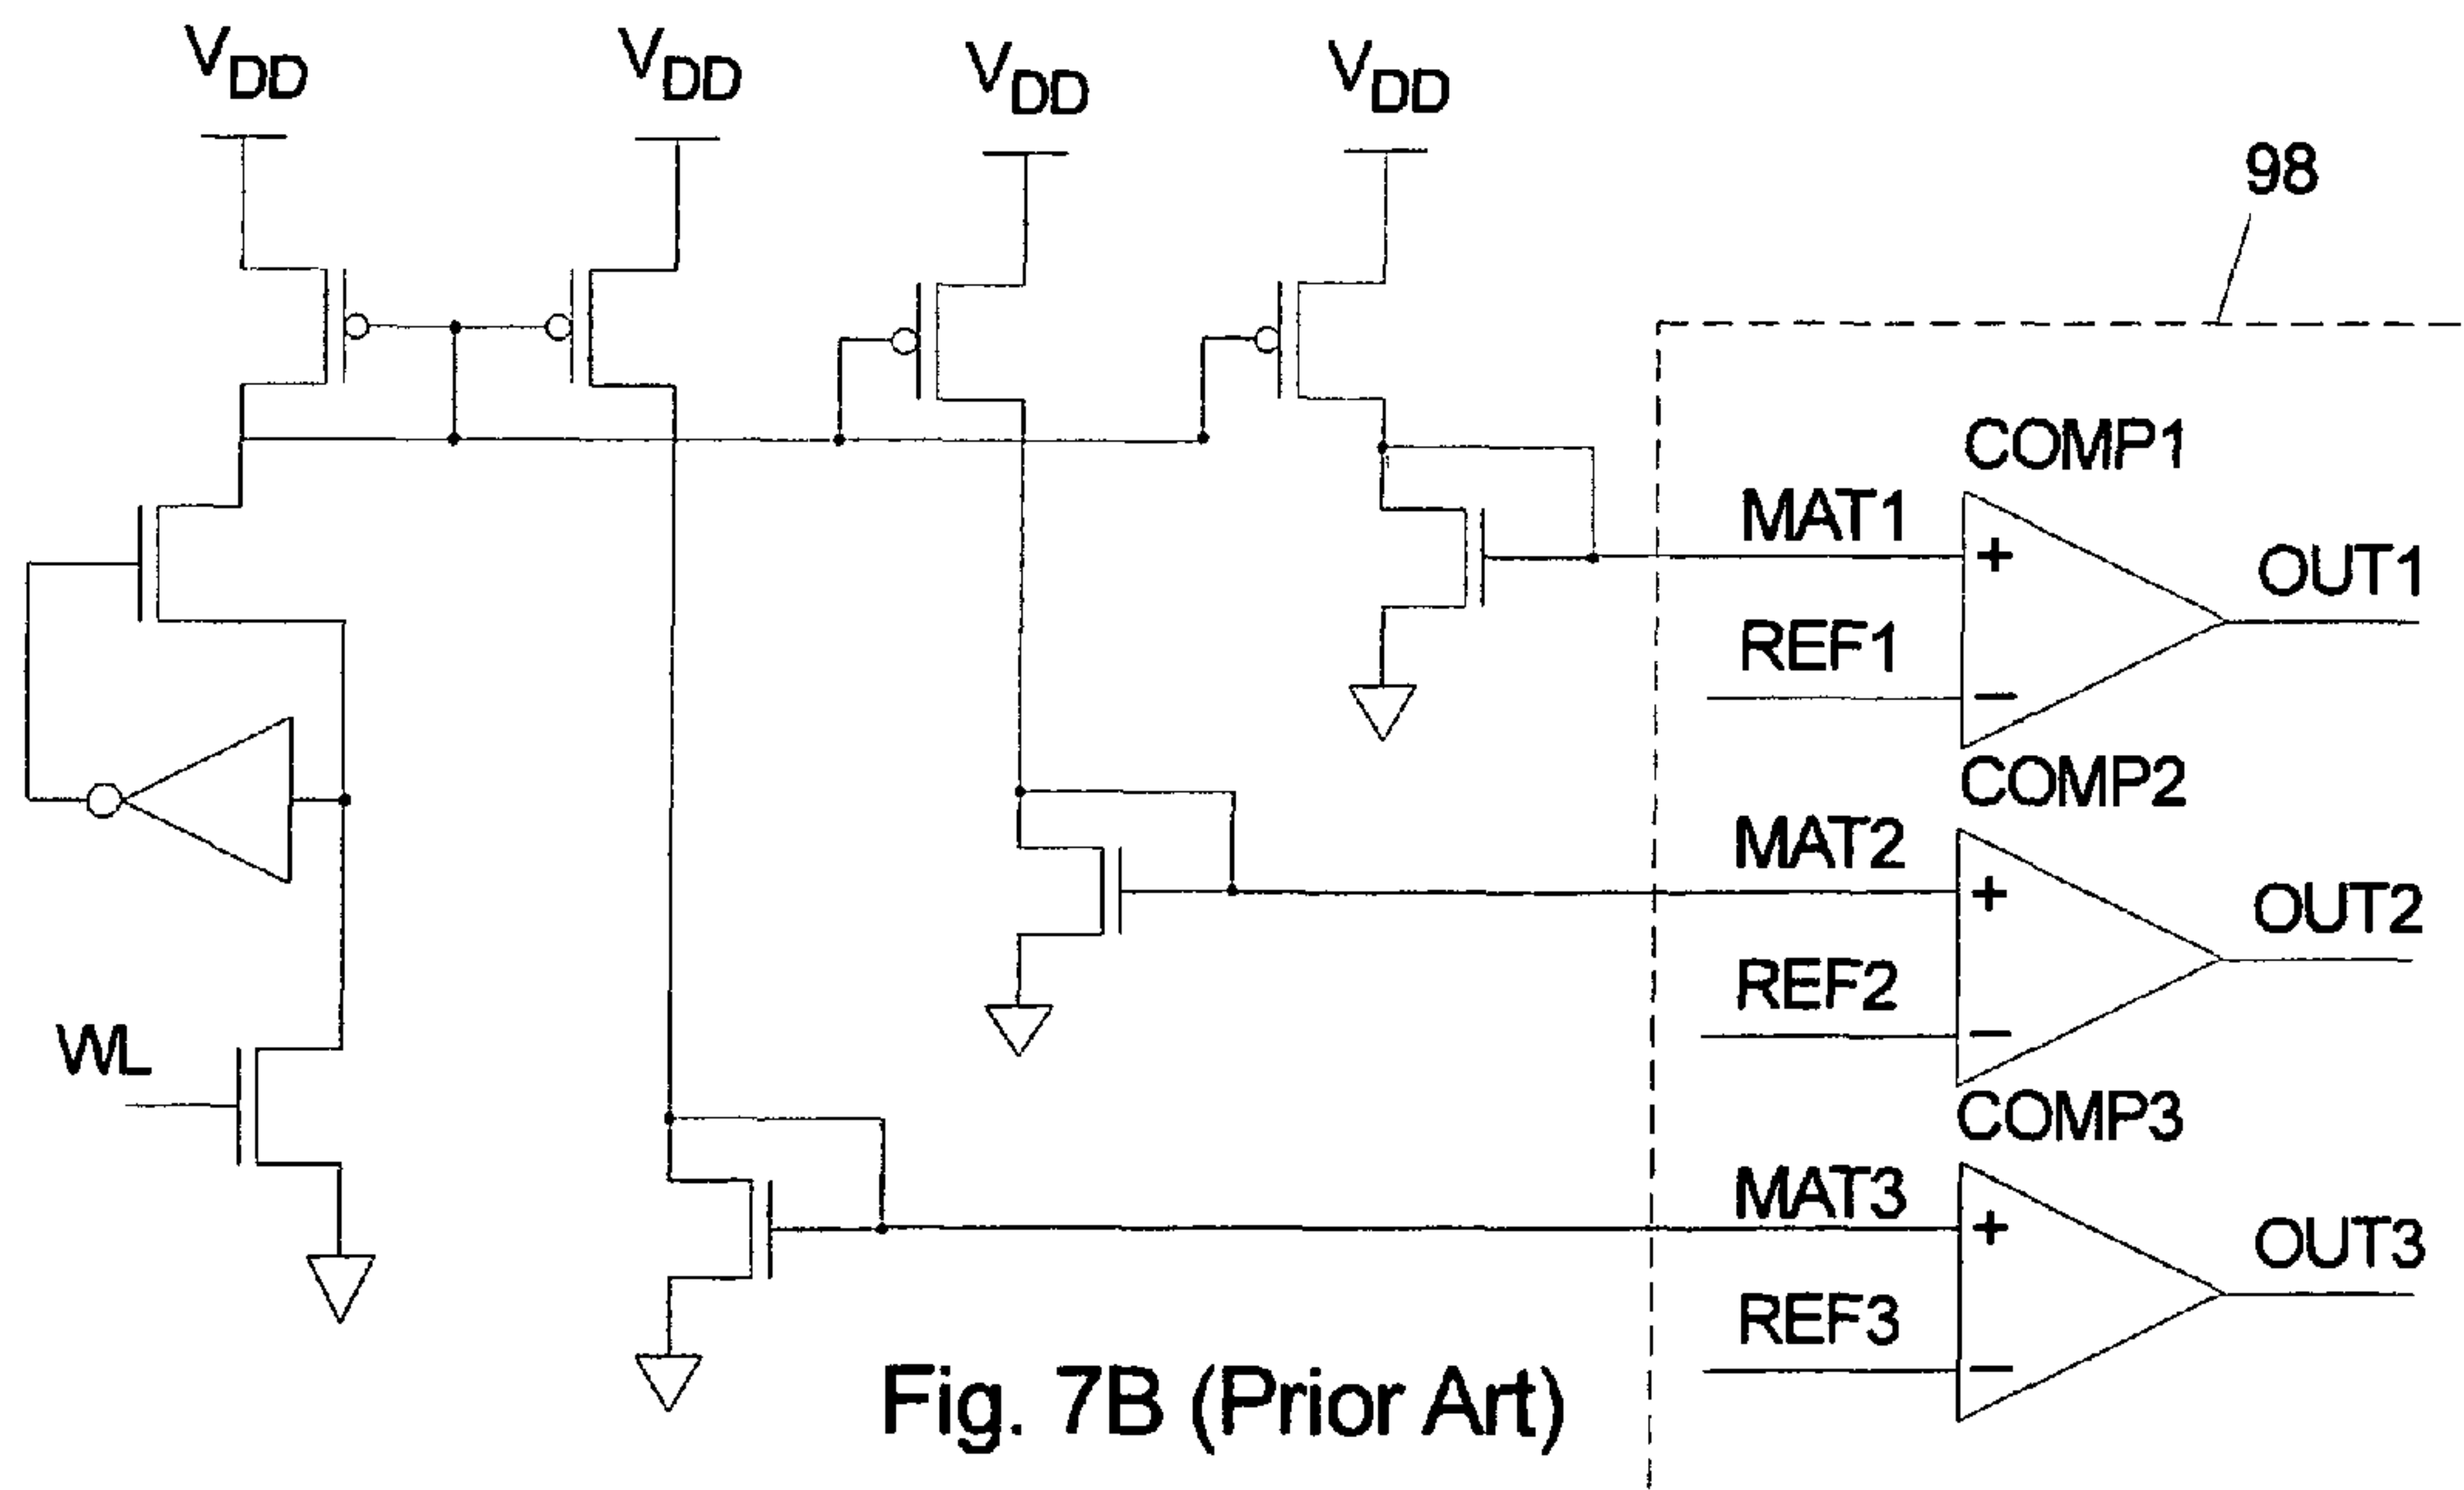 VDD
VDD
VDD
VDD
98
COMP1
MAT1
+
OUT1
REF1
−
COMP2
MAT2
+
OUT2
REF2
−
WL
COMP3
MAT3
+
OUT3
REF3
−
Fig. 7B (Prior Art)